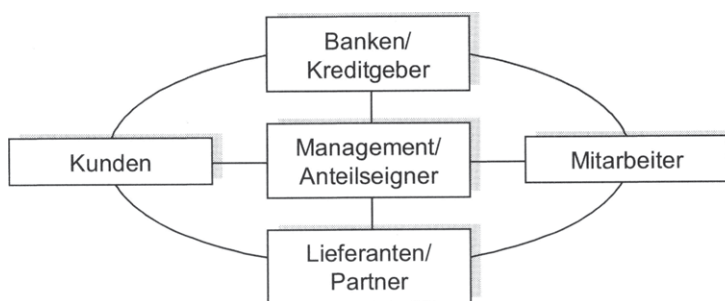 Banken/
Kreditgeber
Kunden
Management/
Anteilseigner
Mitarbeiter
Lieferanten/
Partner